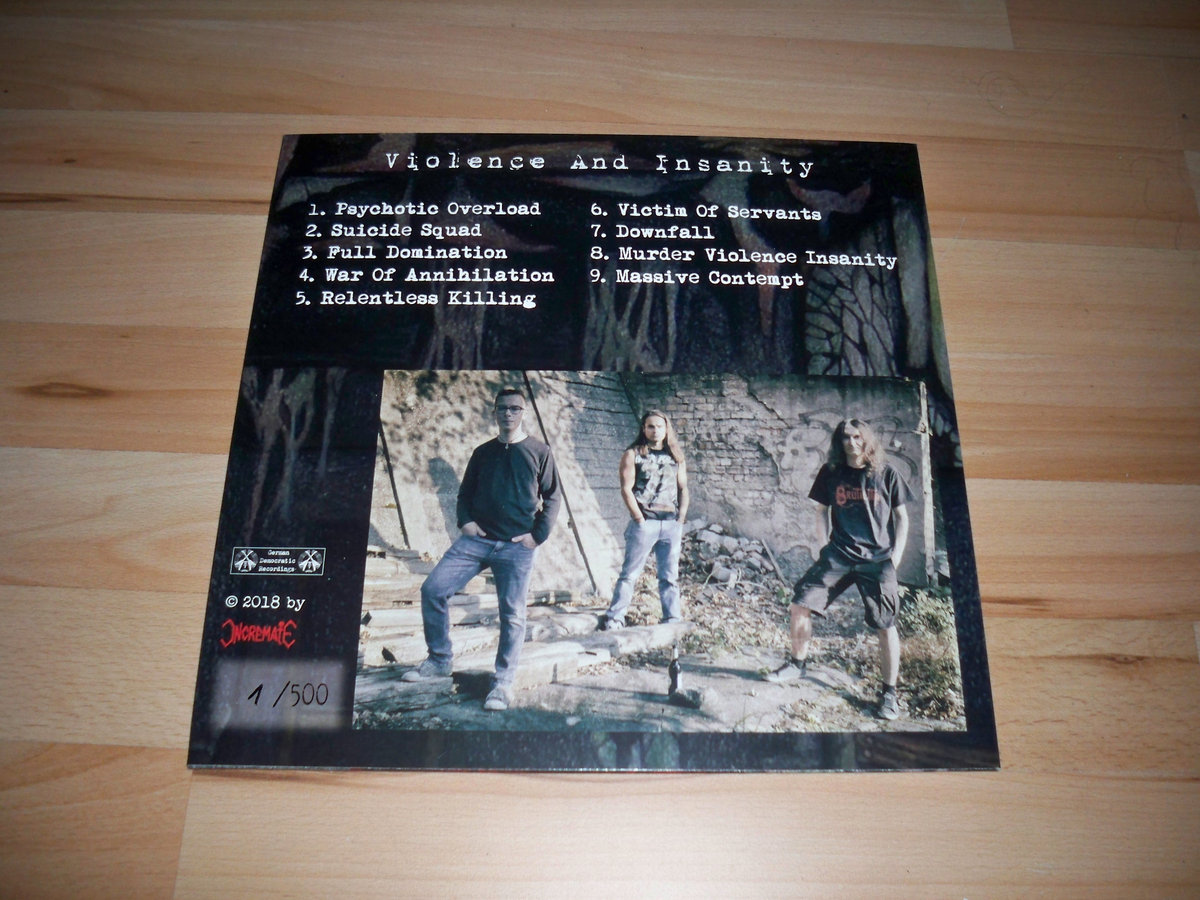 Violence And Insanity
1. Psychotic Overload
2. Suicide Squad
3. Full Domination
4. War Of Annihilation
5. Relentless Killing
6. Victim Of Servants
7. Downfall
8. Murder Violence Insanity
9. Massive Contempt
German
Democratic
Recordings
© 2018 by
INCREMATE
1/500